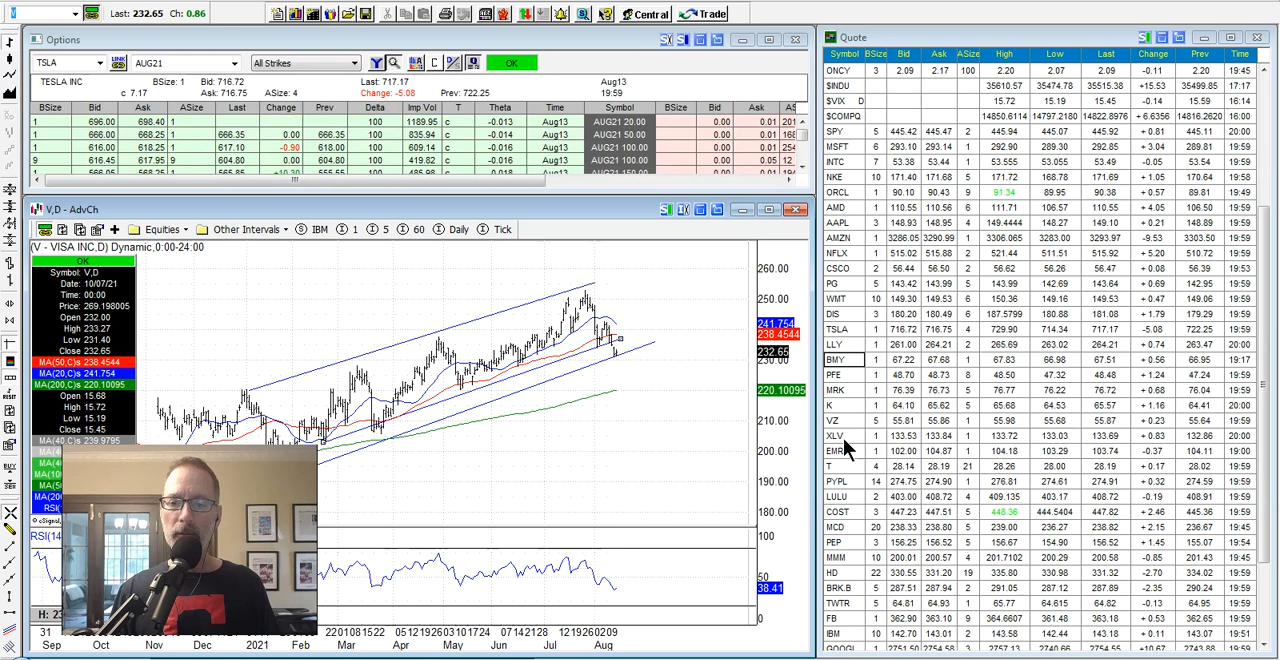 V Last: 232.65 Ch: 0.86 Central Trade
Options
TSLA LINK AUG21 All Strikes C OK
TESLA INC BSize: 1 Bid: 716.72 Last: 717.17 Aug13
c 7.17 Ask: 716.75 ASize: 4 Change: -5.08 Prev: 722.25 19:59
BSize Bid Ask ASize Last Change Prev Delta Imp Vol T Theta Time Symbol BSize Bid Ask AS
1 696.00 698.40 1 100 1189.95 c -0.013 Aug13 AUG21 20.00 0.00 0.01
1 666.00 668.25 1 666.35 0.00 666.35 100 835.94 c -0.014 Aug13 AUG21 50.00 0.00 0.01
1 616.00 618.00 1 617.10 -0.90 618.00 100 609.14 c -0.016 Aug13 AUG21 100.00 0.00 0.01
9 616.45 617.95 1 604.80 0.00 604.80 100 419.82 c -0.016 Aug13 AUG21 100.00 0.00 0.05 12
V,D - AdvCh
Equities Other Intervals IBM 1 5 60 Daily Tick
(V - VISA INC,D) Dynamic,0:00-24:00
OK
Symbol: V,D
Date: 10/07/21
Time: 00:00
Price: 269.198005
Open 232.00
High 233.27
Low 231.40
Close 232.65
MA(50,C)s 238.4544
MA(20,C)s 241.754
MA(200,C)s 220.10095
Open 15.68
High 15.72
Low 15.19
Close 15.45
MA(40,C)s 239.9795
260.00
250.00
241.754
238.4544
232.65
230.00
220.10095
210.00
200.00
190.00
180.00
RSI(14
100
50
38.41
0
H: 23
31 Sep Oct Nov Dec 2021 Feb Mar Apr May Jun Jul Aug
Quote
Symbol BSize Bid Ask ASize High Low Last Change Prev Time
ONCY 3 2.09 2.17 100 2.20 2.07 2.09 -0.11 2.20 19:45
$INDU 35610.57 35474.78 35515.38 +15.53 35499.85 17:17
$VIX D 15.72 15.19 15.45 -0.14 15.59 16:14
$COMPQ 14850.6114 14797.2180 14822.8976 + 6.6356 14816.2620 16:00
SPY 5 445.42 445.47 2 445.94 445.07 445.92 + 0.81 445.11 20:00
MSFT 6 293.10 293.14 1 292.90 289.30 292.85 + 3.04 289.81 19:59
INTC 7 53.38 53.44 1 53.555 53.055 53.49 -0.05 53.54 19:59
NKE 1 171.40 171.68 5 171.72 168.78 171.69 + 1.05 170.64 19:58
ORCL 1 90.10 90.43 9 91.34 89.95 90.38 + 0.57 89.81 19:49
AMD 1 110.55 110.56 2 111.71 106.57 110.55 + 4.05 106.50 19:59
AAPL 3 148.93 148.95 3 149.4444 148.27 149.10 + 0.21 148.89 19:59
AMZN 1 3286.05 3290.99 1 3306.065 3283.00 3293.97 -9.53 3303.50 19:59
NFLX 1 515.02 515.88 2 521.44 511.51 515.92 + 5.20 510.72 19:59
CSCO 2 56.44 56.50 2 56.62 56.26 56.47 + 0.08 56.39 19:53
PG 5 143.42 143.99 5 143.99 142.69 143.64 + 0.69 142.95 19:59
WMT 10 149.30 149.53 6 150.36 149.16 149.53 + 0.47 149.06 19:59
DIS 3 180.87 180.92 7 187.5799 180.88 181.08 + 1.79 179.29 19:59
TSLA 1 716.72 716.75 4 729.90 714.34 717.17 -5.08 722.25 19:59
LLY 1 261.00 264.21 2 265.69 263.02 264.21 + 0.74 263.47 20:00
BMY 1 67.22 67.68 1 67.83 66.98 67.51 + 0.56 66.95 19:17
PFE 1 48.70 48.73 8 48.50 47.32 48.48 + 1.24 47.24 19:59
MRK 1 76.39 76.73 5 76.77 76.22 76.72 + 0.68 76.04 19:59
K 1 64.10 65.62 5 65.68 64.53 65.57 + 1.16 64.41 20:00
VZ 5 55.81 55.86 1 55.98 55.68 55.87 + 0.23 55.64 19:59
XLV 1 133.53 133.84 1 133.72 133.03 133.69 + 0.83 132.86 20:00
EMR 1 102.00 104.87 1 104.18 103.29 103.74 -0.37 104.11 19:00
T 4 28.14 28.19 21 28.26 28.00 28.19 + 0.17 28.02 19:59
PYPL 14 274.75 274.90 1 276.81 274.61 274.91 + 0.32 274.59 19:59
LULU 2 403.00 408.72 4 409.135 403.17 408.72 -0.19 408.91 19:59
COST 3 447.23 447.51 5 448.36 444.5404 447.82 + 2.46 445.36 19:59
MCD 20 238.33 238.80 5 239.00 236.27 238.82 + 2.15 236.67 19:45
PEP 3 156.25 156.52 5 156.67 154.90 156.52 + 1.45 155.07 19:54
MMM 10 200.01 200.57 4 201.7102 200.00 200.58 -0.85 201.43 19:45
HD 22 330.55 331.20 19 335.80 330.98 331.32 -2.70 334.02 19:59
BRK.B 3 287.51 287.94 2 291.05 287.12 287.23 -2.35 290.24 19:59
TWTR 5 64.81 64.93 1 65.77 64.615 64.82 -0.13 64.95 19:59
FB 1 362.90 363.10 9 364.6607 361.48 363.18 + 0.53 362.65 19:59
IBM 10 142.70 143.01 2 143.58 142.44 143.18 + 0.11 143.07 19:51